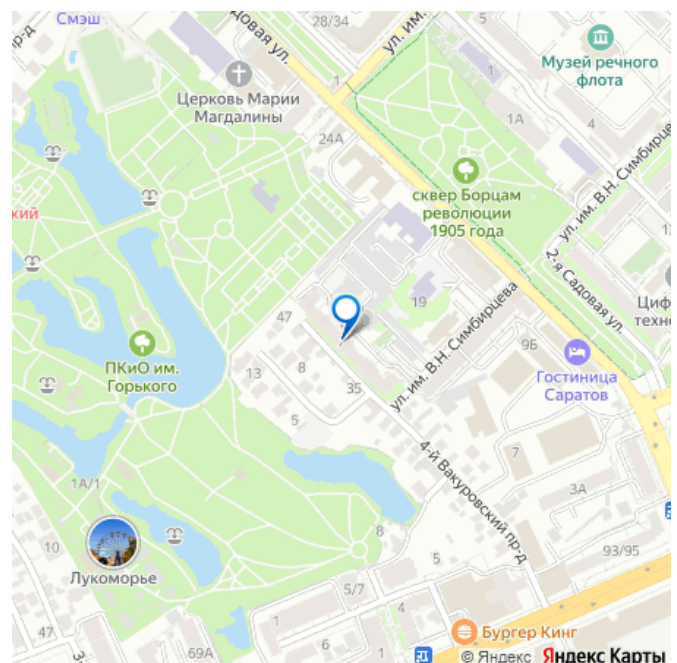 Смэш
28/34
5
Садовая ул.
ул. им.
Музей речного
флота
Церковь Марии
Магдалины
1
1
1А
4
24А
сквер Борцам
революции
1905 года
ул. им. В.Н. Симбирцева
2-я Садовая ул.
кий
19
47
ПКиО им.
Горького
13
8
35
5
ул. им. В.Н. Симбирцева
9Б
Гостиница
Саратов
7
4-й Вакуровский пр-д
3А
1А/1
10
Лукоморье
8
5
93/95
5/7
4
1
6
1
47
69А
Бургер Кинг
© Яндекс Яндекс Карты